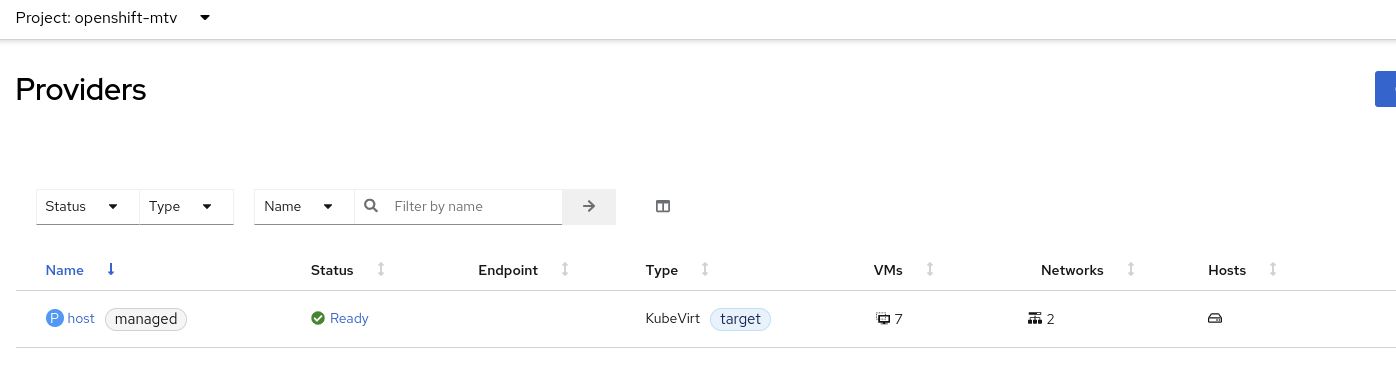 Project: openshift-mtv
Providers
Status Type Name Filter by name
Name Status Endpoint Type VMs Networks Hosts
P host managed Ready KubeVirt target 7 2